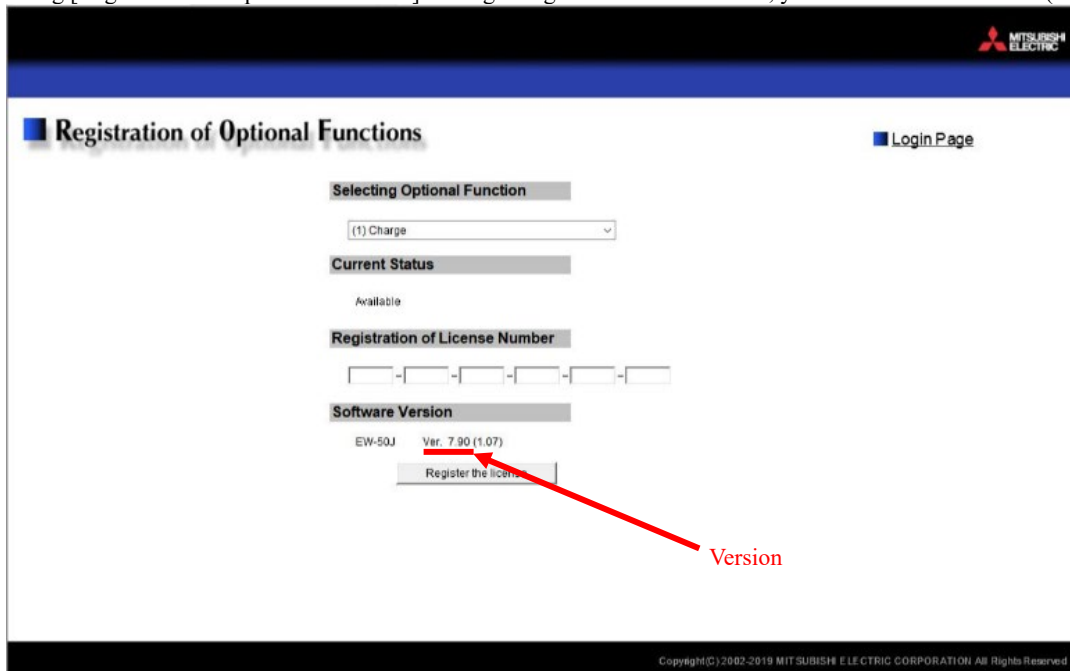 MITSUBISHI
ELECTRIC
Registration of Optional Functions
Login Page
Selecting Optional Function
(1) Charge
Current Status
Available
Registration of License Number
- - - - -
Software Version
EW-50J Ver. 7.90 (1.07)
Register the license
Version
Copyright(C) 2002-2019 MITSUBISHI ELECTRIC CORPORATION All Rights Reserved